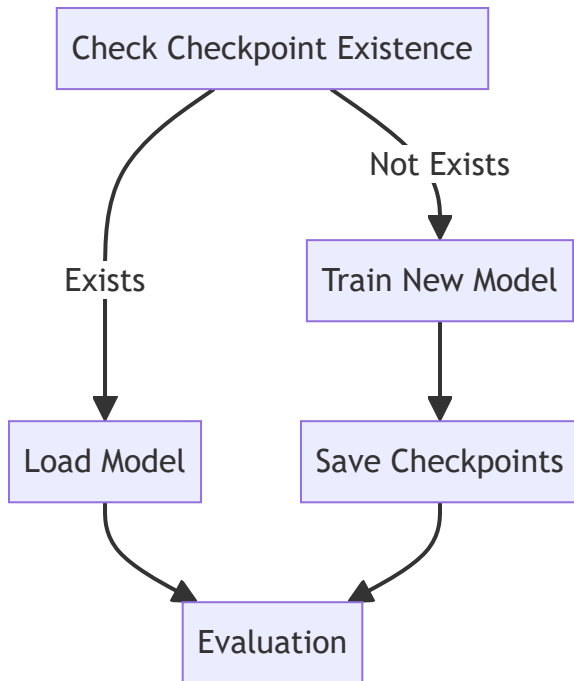 Check Checkpoint Existence
Not Exists
Exists
Train New Model
Load Model
Save Checkpoints
Evaluation